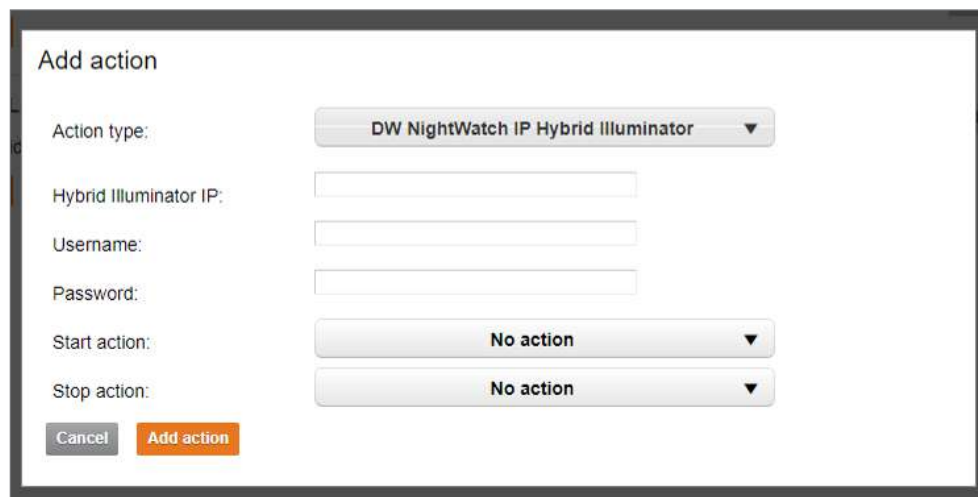 Add action
Action type: DW NightWatch IP Hybrid Illuminator
Hybrid Illuminator IP:
Username:
Password:
Start action: No action
Stop action: No action
Cancel Add action